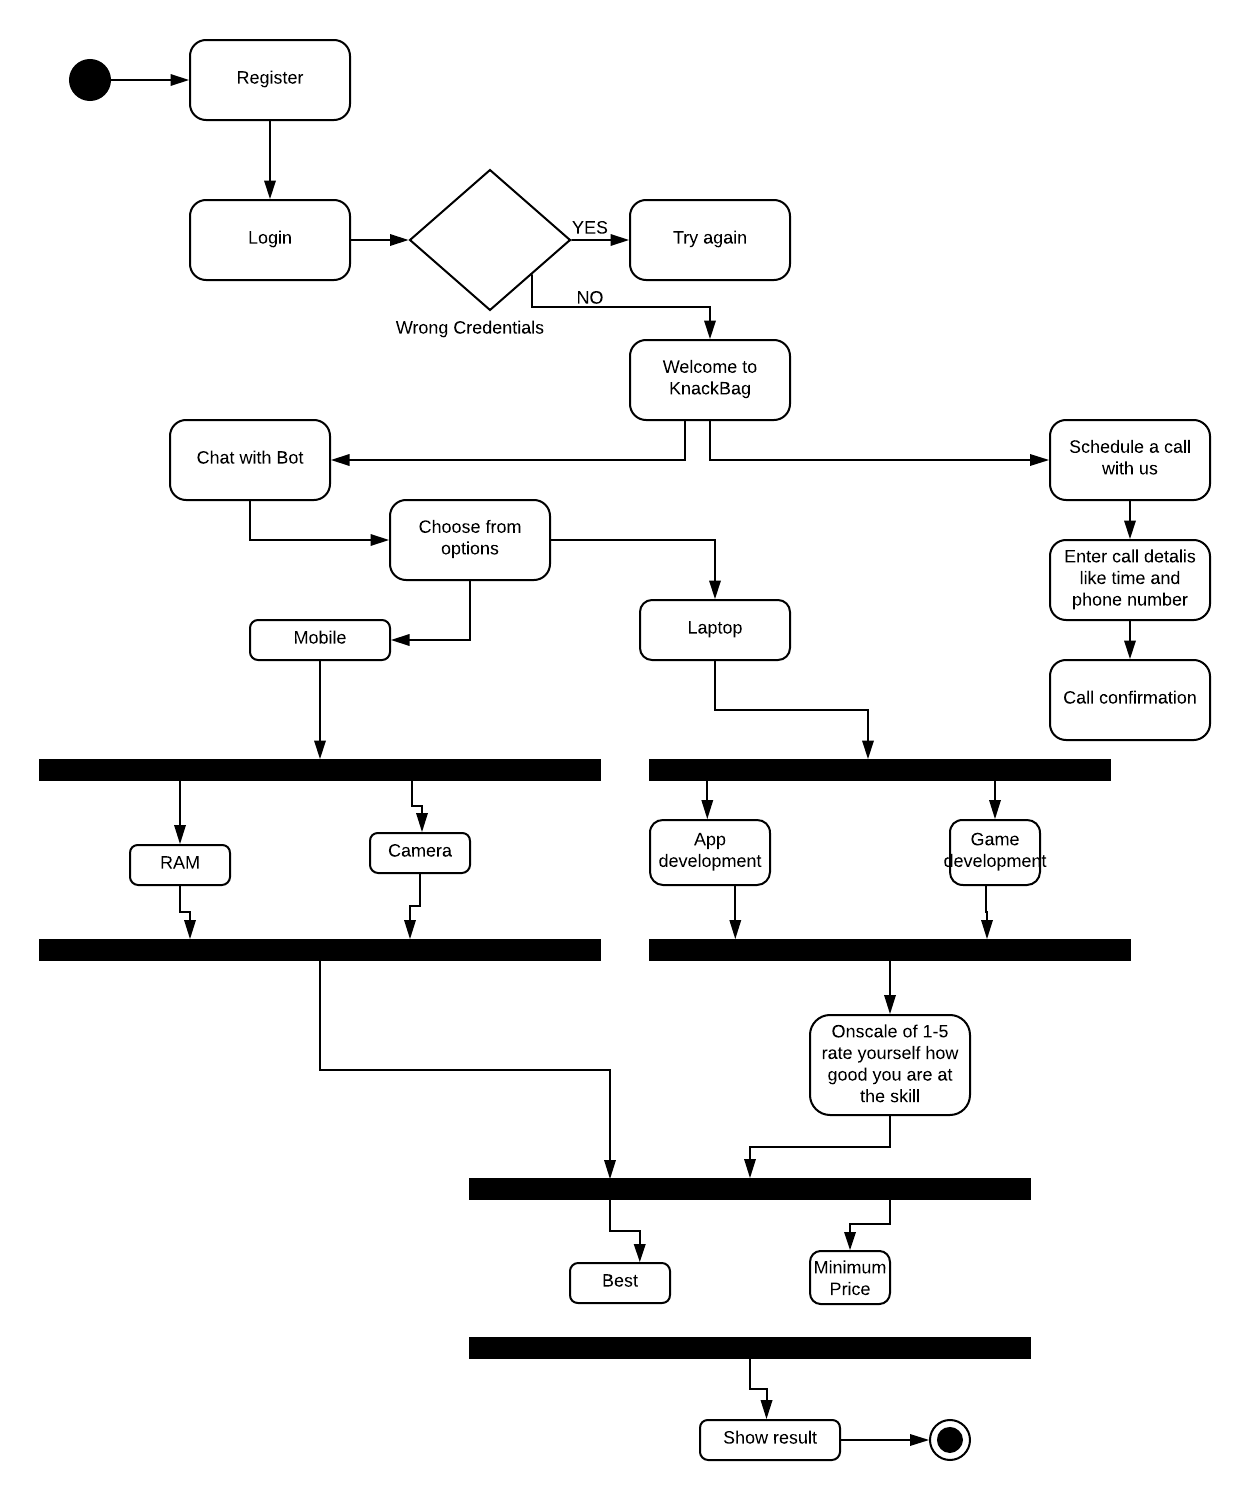 Register
Login
YES
Try again
NO
Wrong Credentials
Welcome to
KnackBag
Chat with Bot
Schedule a call
with us
Choose from
options
Enter call detalis
like time and
phone number
Mobile
Laptop
Call confirmation
RAM
Camera
App
development
Game
development
Onscale of 1-5
rate yourself how
good you are at
the skill
Best
Minimum
Price
Show result